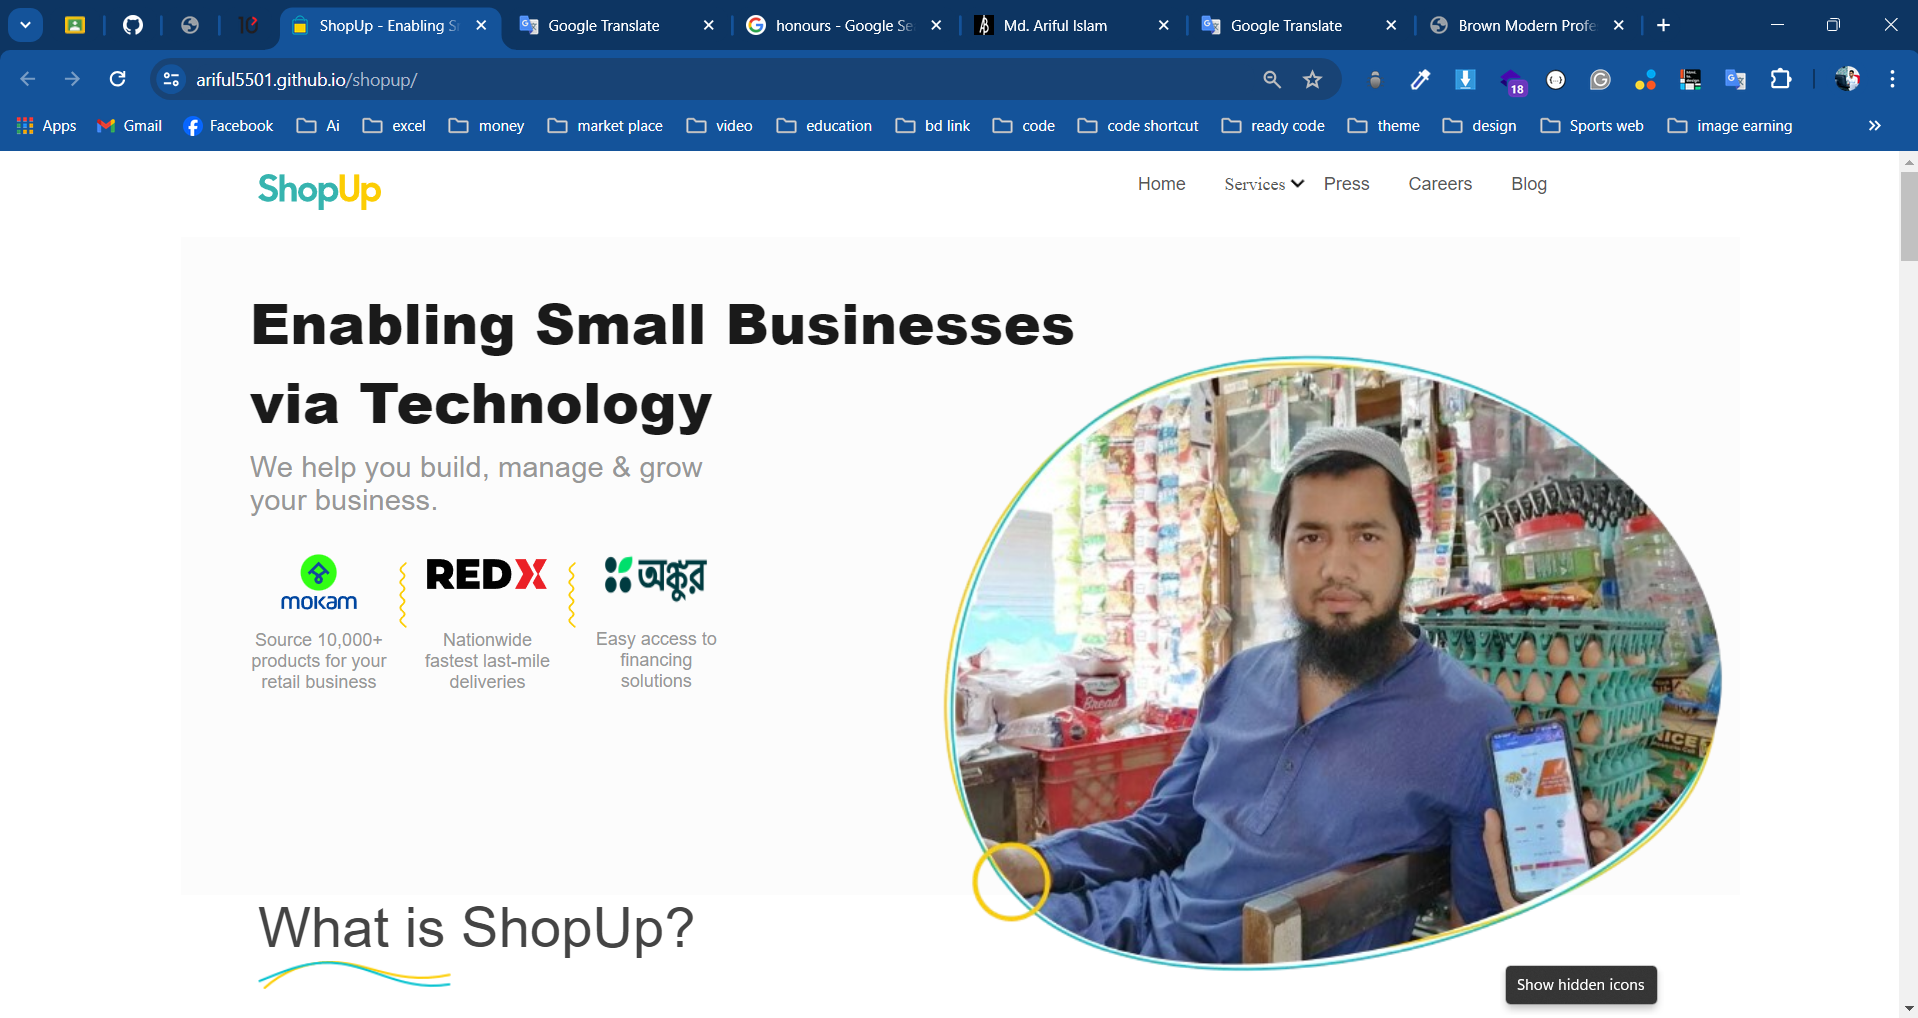 ShopUp - Enabling S
Google Translate
honours - Google Se
Md. Ariful Islam
Google Translate
Brown Modern Profe
ariful5501.github.io/shopup/
18
Apps
Gmail
Facebook
Ai
excel
money
market place
video
education
bd link
code
code shortcut
ready code
theme
design
Sports web
image earning
ShopUp
Home
Services
Press
Careers
Blog
Enabling Small Businesses
via Technology
We help you build, manage & grow
your business.
mokam
REDX
অঙ্কুর
Source 10,000+
products for your
retail business
Nationwide
fastest last-mile
deliveries
Easy access to
financing
solutions
Bread
What is ShopUp?
Show hidden icons